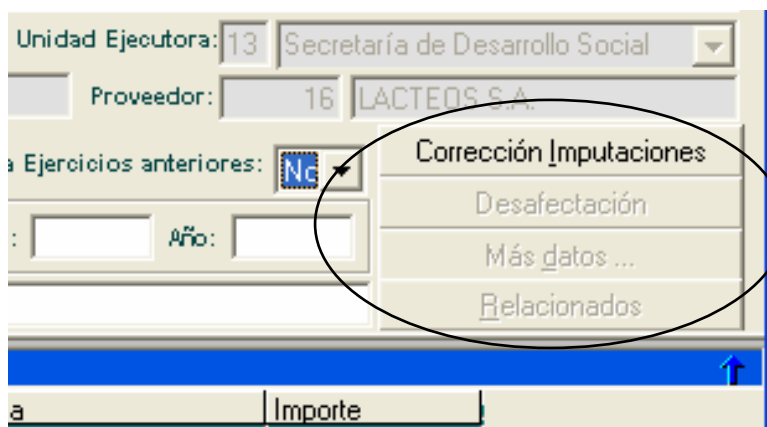 Unidad Ejecutora: 13 Secretaría de Desarrollo Social
Proveedor: 16 LACTEOS S.A.
a Ejercicios anteriores: No
Corrección Imputaciones
Desafectación
: Año:
Más datos ...
Relacionados
a Importe